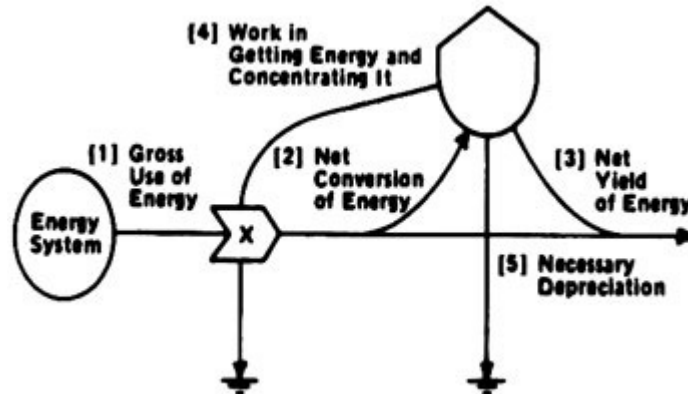 [4] Work in
Getting Energy and
Concentrating It
[1] Gross
Use of
Energy
[2] Net
Conversion
of Energy
[3] Net
Yield
of Energy
Energy
System
X
[5] Necessary
Depreciation